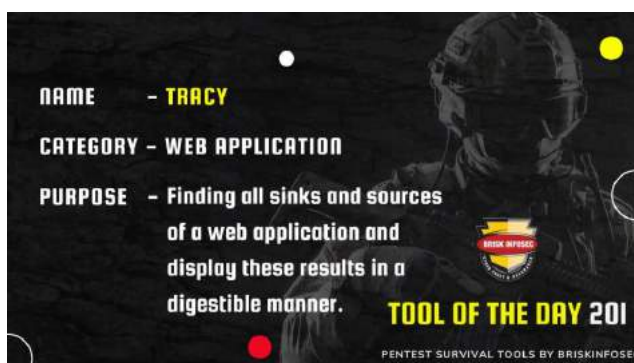 NAME - TRACY
CATEGORY - WEB APPLICATION
PURPOSE - Finding all sinks and sources
of a web application and
display these results in a
digestible manner.
BRISK INFOSEC
TOOL OF THE DAY 201
PENTEST SURVIVAL TOOLS BY BRISKINFOSE